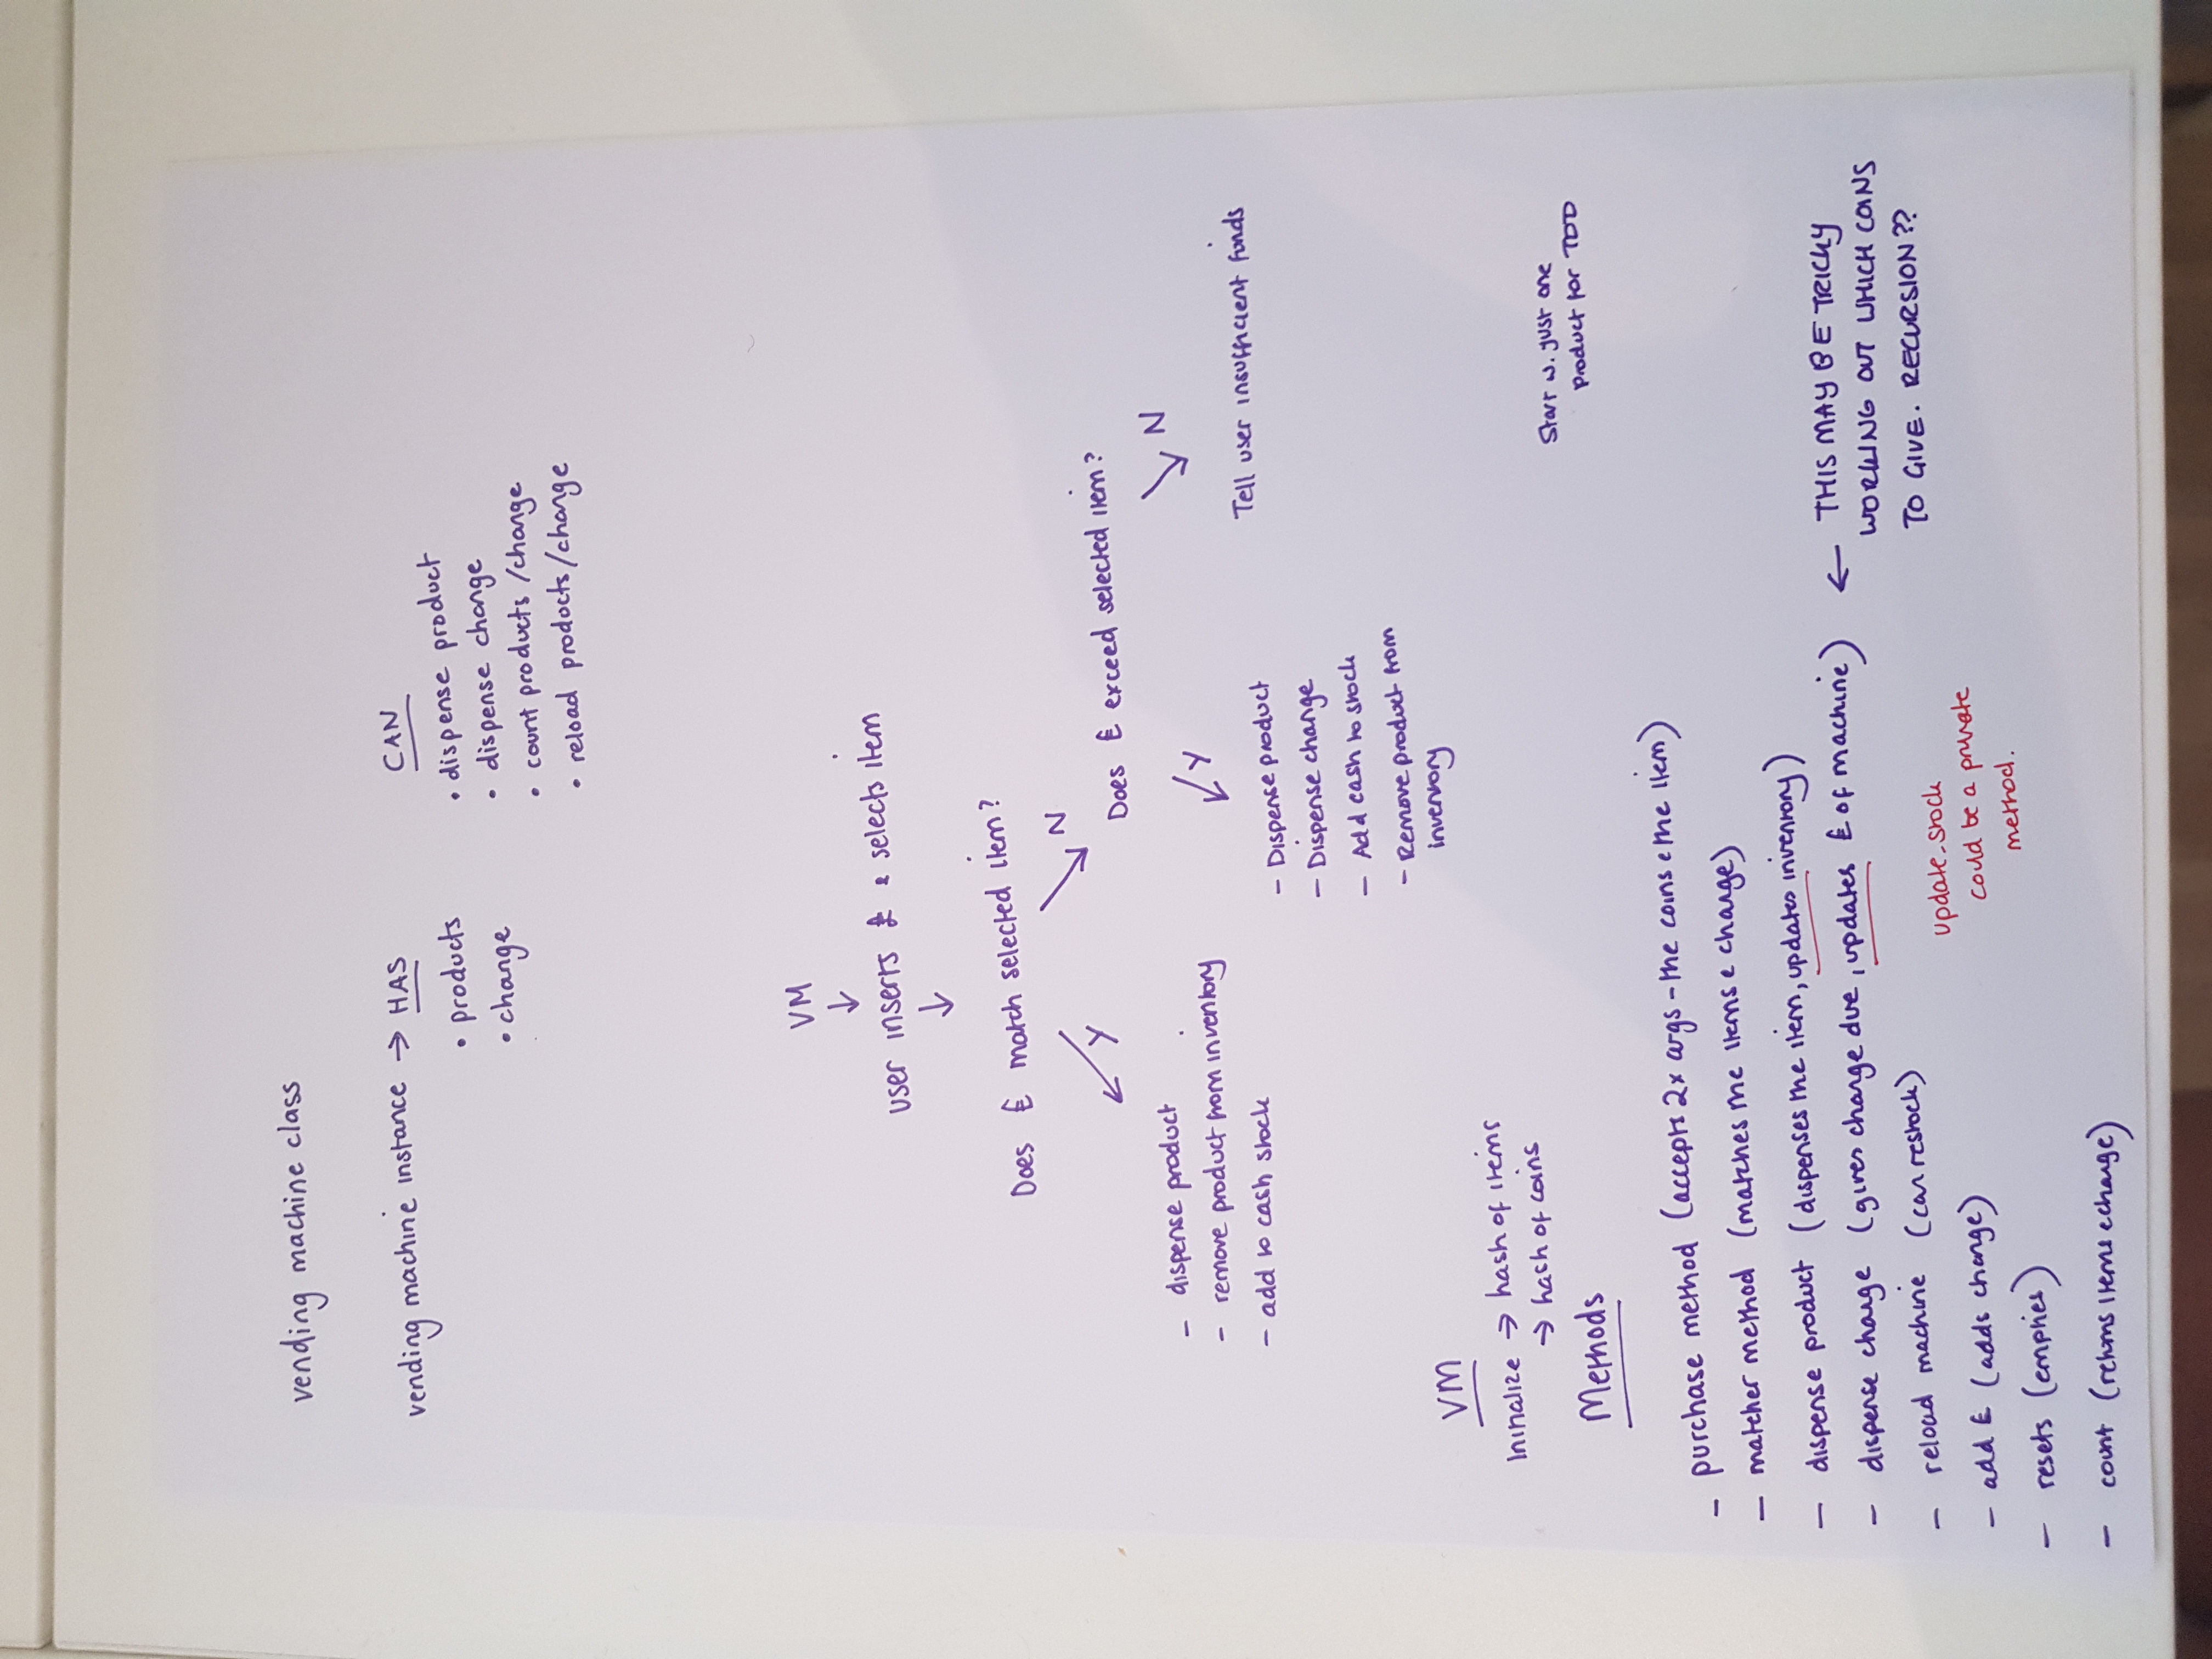 vending machine class
vending machine instance → HAS
• products
• change
CAN
• dispense product
• dispense change
• count products/change
• reload products/change
VM
↓
user inserts £ & selects item
↓
Does £ match selected item?
Y
N
- dispense product
- remove product from inventory
- add to cash stock
Does £ exceed selected item?
Y
N
- Dispense product
- Dispense change
- Add cash to stock
- Remove product from
inventory
Tell user insufficient funds
VM
Initialize → hash of items
→ hash of coins
Start w. just one
product for TDD
Methods
- purchase method (accepts 2x args - the coins & the item)
- matcher method (matches the items & change)
- dispense product (dispenses the item, updates inventory)
- dispense change (gives change due, updates £ of machine)
← THIS MAY BE TRICKY
WORKING OUT WHICH COINS
TO GIVE. RECURSION??
- reload machine (can restock)
- add £ (adds change)
- resets (empties)
- count (returns items & change)
update_stock
could be a private
method.